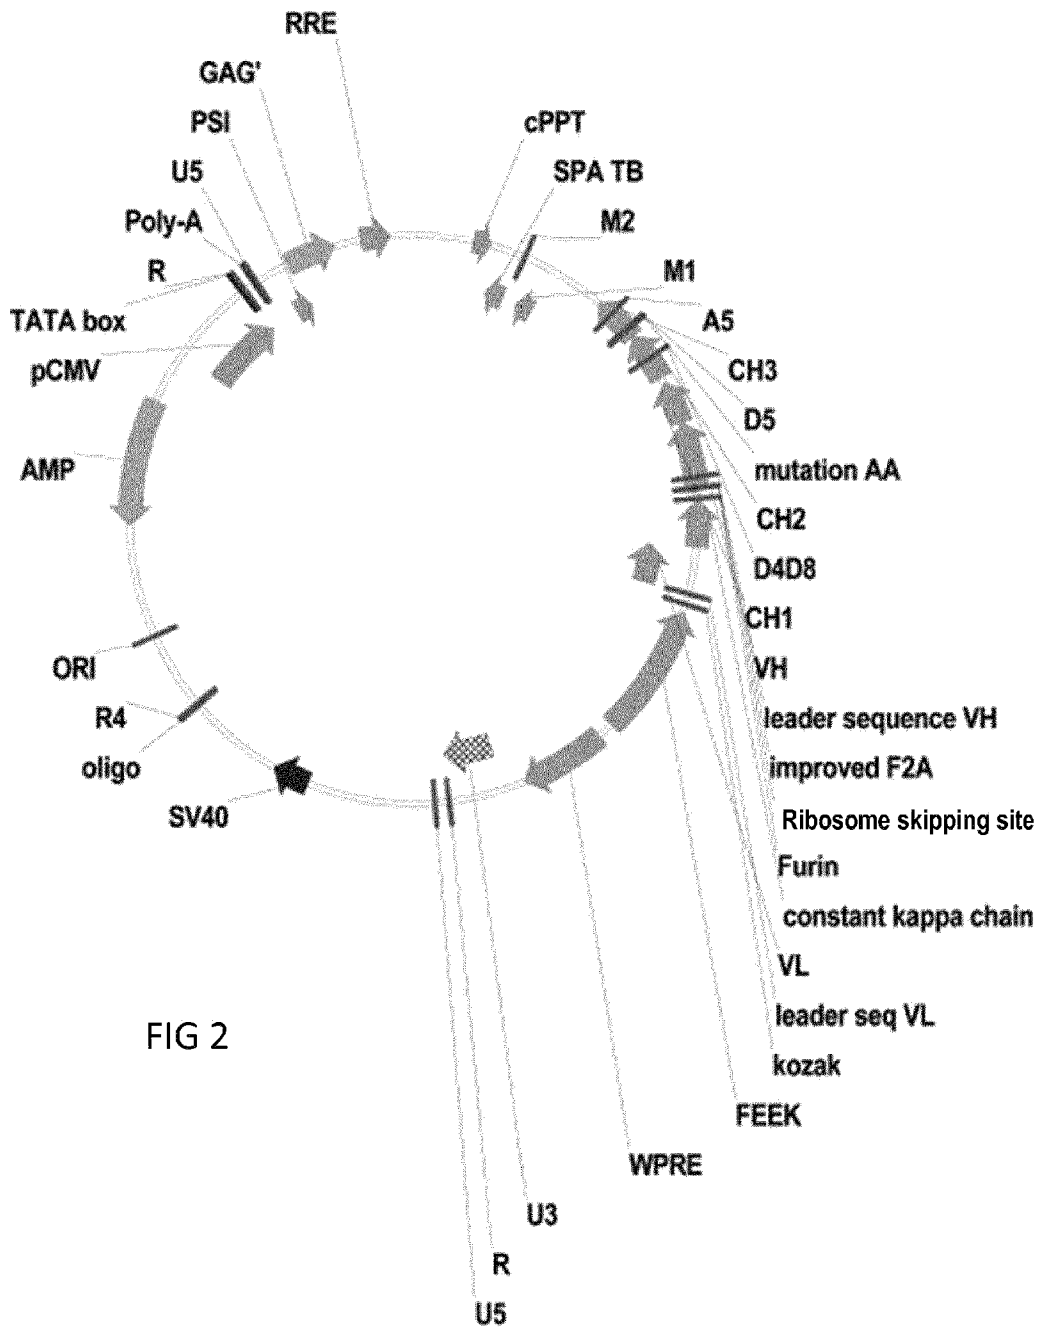 RRE
GAG'
PSI
cPPT
U5
SPA TB
Poly-A
M2
R
M1
TATA box
A5
pCMV
CH3
D5
AMP
mutation AA
CH2
D4D8
CH1
ORI
VH
R4
leader sequence VH
oligo
improved F2A
SV40
Ribosome skipping site
Furin
constant kappa chain
VL
leader seq VL
FIG 2
kozak
FEEK
WPRE
U3
R
U5